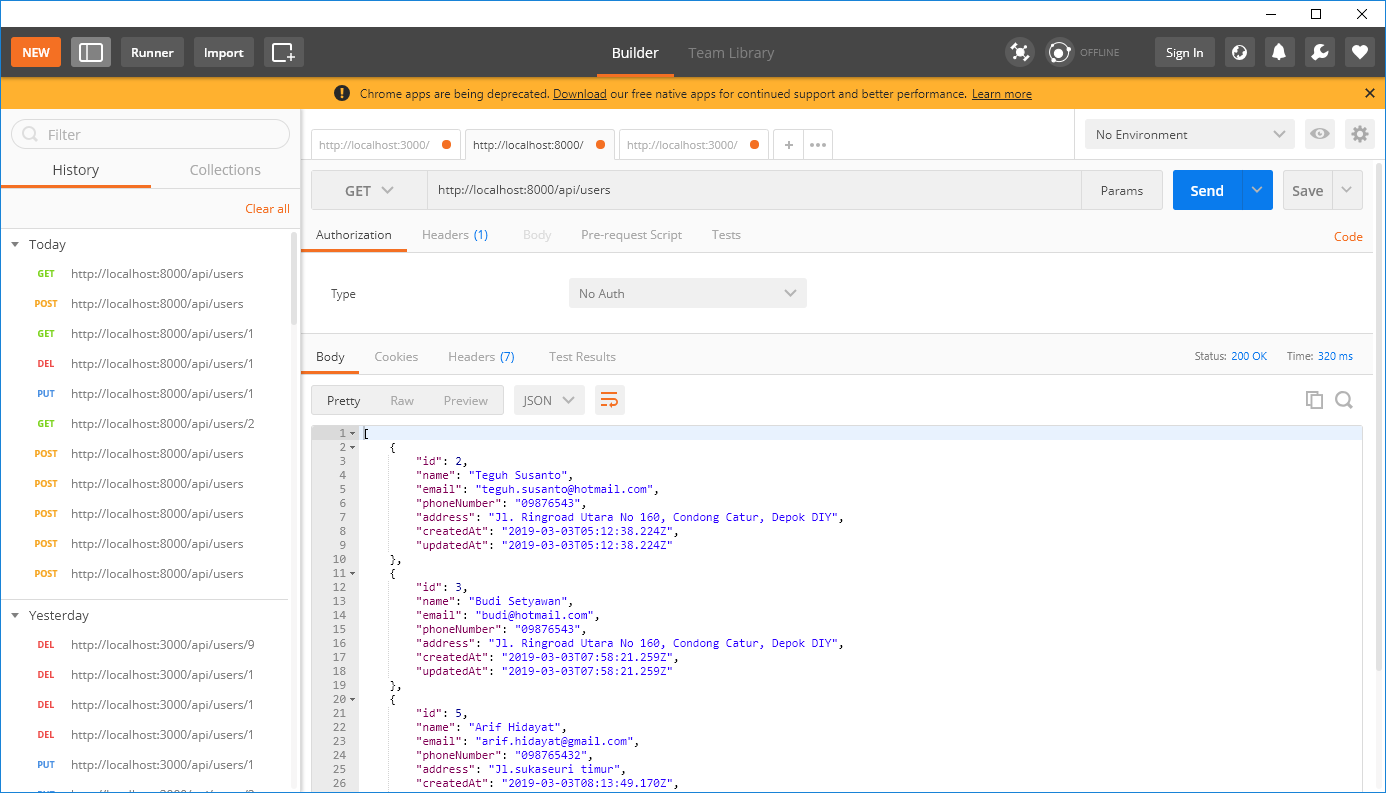 NEW Runner Import Builder Team Library OFFLINE Sign In
Chrome apps are being deprecated. Download our free native apps for continued support and better performance. Learn more
Filter
History Collections
Clear all
Today
GET http://localhost:8000/api/users
POST http://localhost:8000/api/users
GET http://localhost:8000/api/users/1
DEL http://localhost:8000/api/users/1
PUT http://localhost:8000/api/users/1
GET http://localhost:8000/api/users/2
POST http://localhost:8000/api/users
POST http://localhost:8000/api/users
POST http://localhost:8000/api/users
POST http://localhost:8000/api/users
POST http://localhost:8000/api/users
Yesterday
DEL http://localhost:3000/api/users/9
DEL http://localhost:3000/api/users/1
DEL http://localhost:3000/api/users/1
DEL http://localhost:3000/api/users/1
PUT http://localhost:3000/api/users/1
http://localhost:3000/ http://localhost:8000/ http://localhost:3000/ + ••• No Environment
GET http://localhost:8000/api/users Params Send Save
Authorization Headers (1) Body Pre-request Script Tests Code
Type No Auth
Body Cookies Headers (7) Test Results Status: 200 OK Time: 320 ms
Pretty Raw Preview JSON
1 [
2 {
3 "id": 2,
4 "name": "Teguh Susanto",
5 "email": "teguh.susanto@hotmail.com",
6 "phoneNumber": "09876543",
7 "address": "Jl. Ringroad Utara No 160, Condong Catur, Depok DIY",
8 "createdAt": "2019-03-03T05:12:38.224Z",
9 "updatedAt": "2019-03-03T05:12:38.224Z"
10 },
11 {
12 "id": 3,
13 "name": "Budi Setyawan",
14 "email": "budi@hotmail.com",
15 "phoneNumber": "09876543",
16 "address": "Jl. Ringroad Utara No 160, Condong Catur, Depok DIY",
17 "createdAt": "2019-03-03T07:58:21.259Z",
18 "updatedAt": "2019-03-03T07:58:21.259Z"
19 },
20 {
21 "id": 5,
22 "name": "Arif Hidayat",
23 "email": "arif.hidayat@gmail.com",
24 "phoneNumber": "098765432",
25 "address": "Jl.sukaseuri timur",
26 "createdAt": "2019-03-03T08:13:49.170Z",